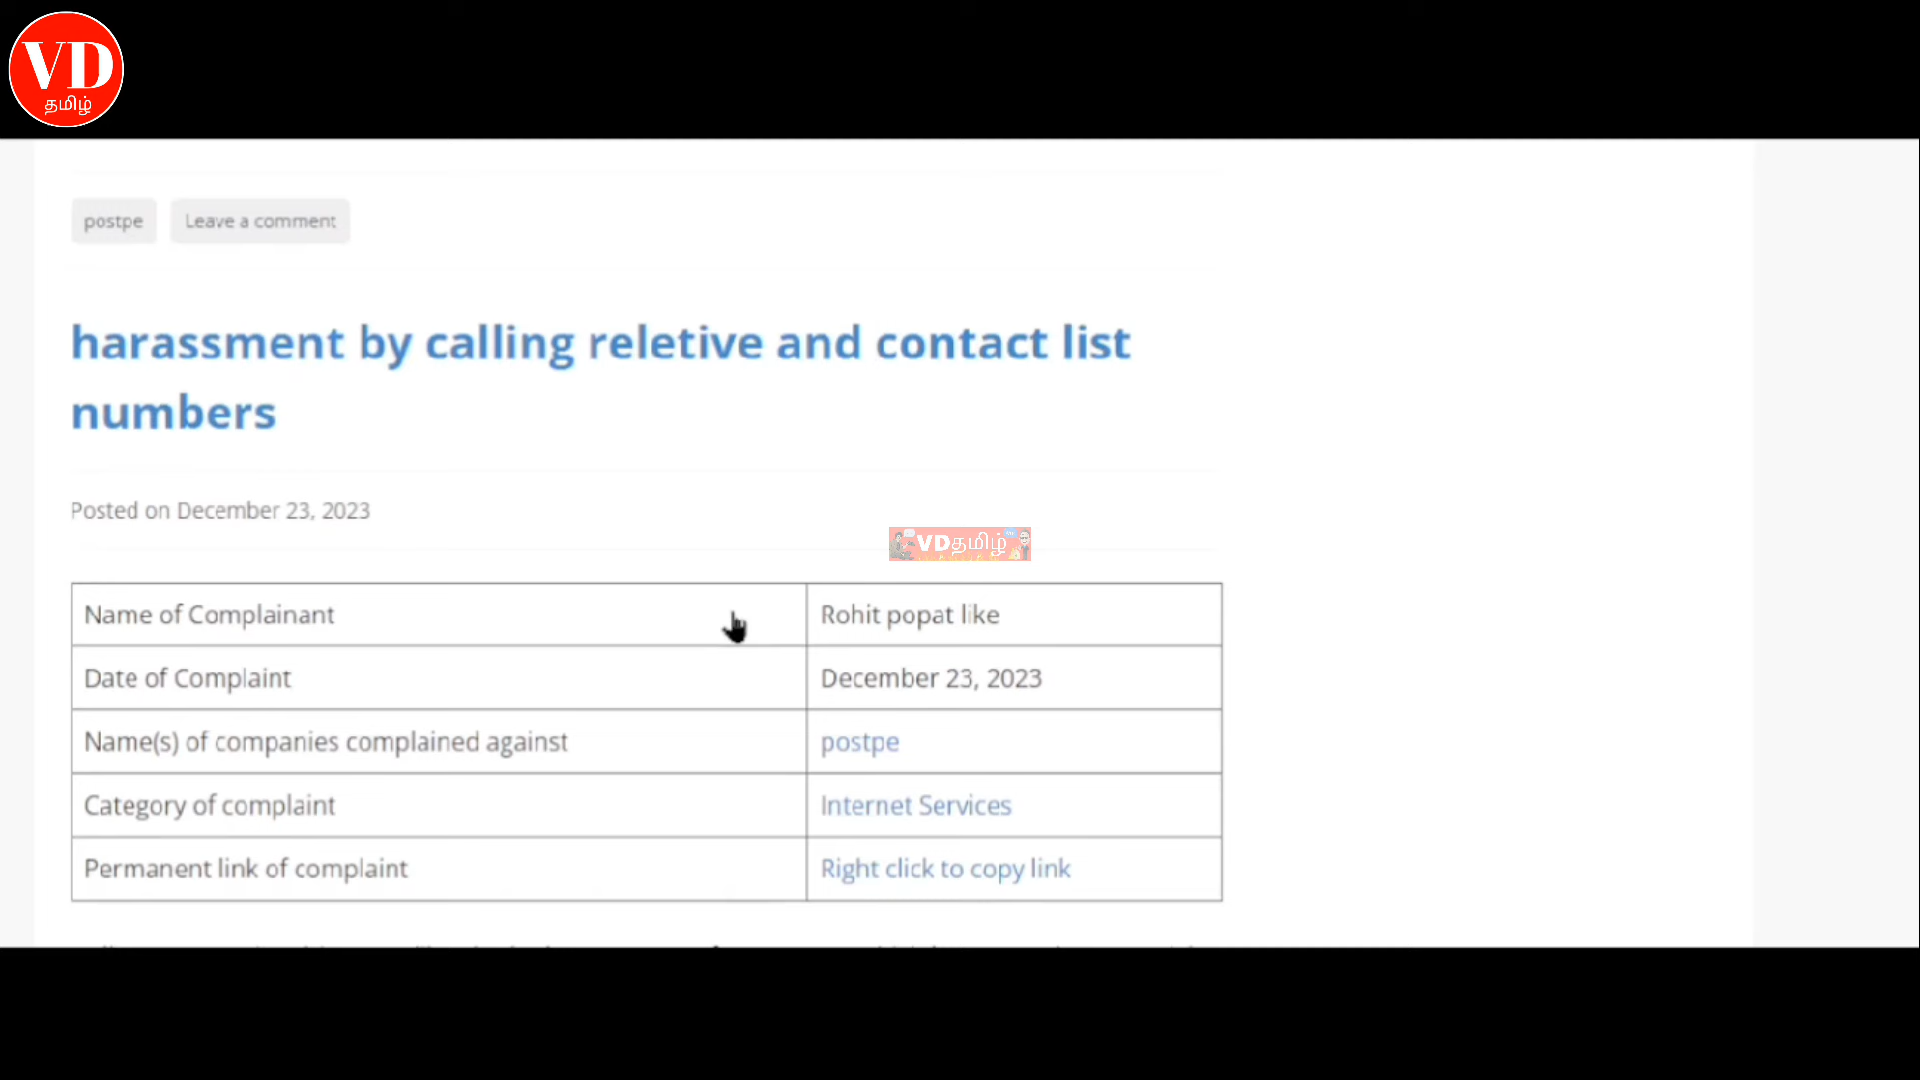 VD
தமிழ்
postpe Leave a comment
harassment by calling reletive and contact list
numbers
Posted on December 23, 2023
VDதமிழ்
Name of Complainant Rohit popat like
Date of Complaint December 23, 2023
Name(s) of companies complained against postpe
Category of complaint Internet Services
Permanent link of complaint Right click to copy link